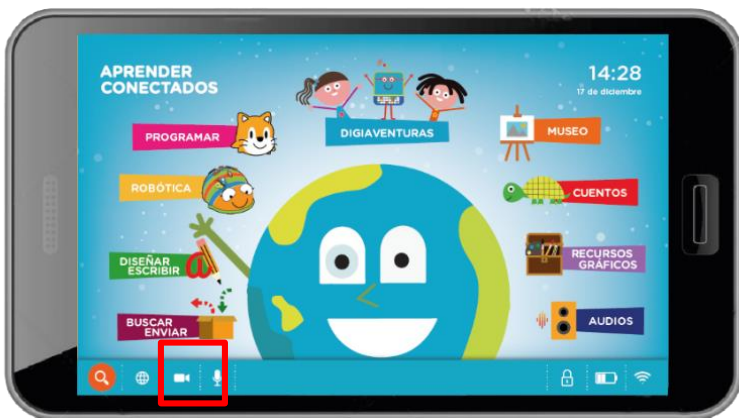 APRENDER
CONECTADOS
14:28
17 de diciembre
PROGRAMAR
DIGIAVENTURAS
MUSEO
ROBÓTICA
CUENTOS
DISEÑAR
ESCRIBIR
RECURSOS
GRÁFICOS
BUSCAR
ENVIAR
AUDIOS